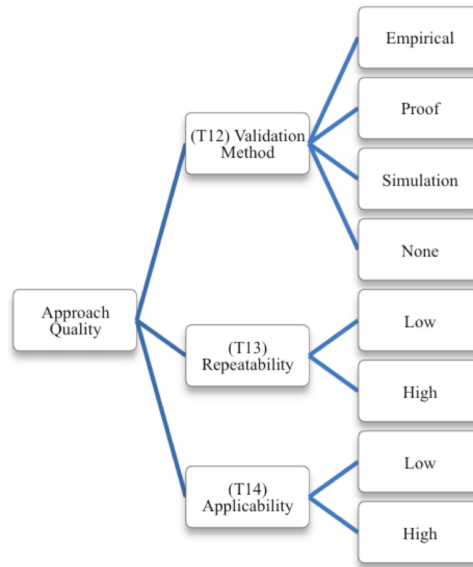 Empirical
(T12) Validation
Method
Proof
Simulation
None
Approach
Quality
(T13)
Repeatability
Low
High
(T14)
Applicability
Low
High